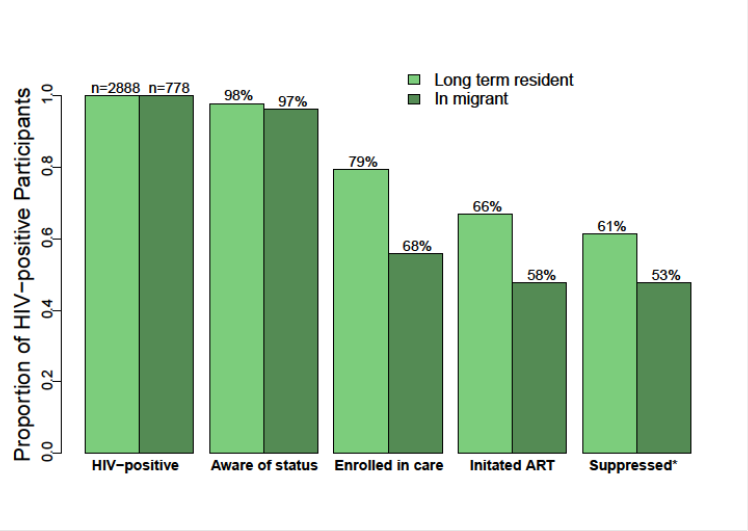 Long term resident
In migrant
n=2888 n=778
98%
97%
79%
68%
66%
58%
61%
53%
Proportion of HIV−positive Participants
1.0
0.8
0.6
0.4
0.2
0.0
HIV−positive
Aware of status
Enrolled in care
Initated ART
Suppressed*